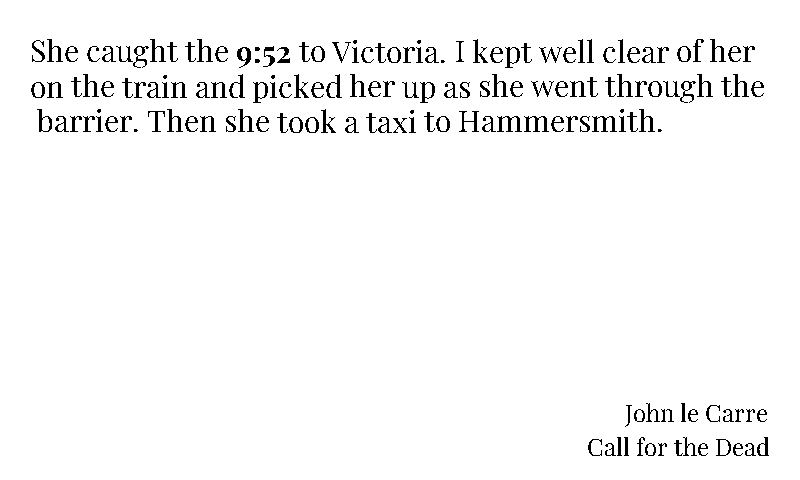 She caught the 9:52 to Victoria. I kept well clear of her
on the train and picked her up as she went through the
barrier. Then she took a taxi to Hammersmith.
John le Carre
Call for the Dead